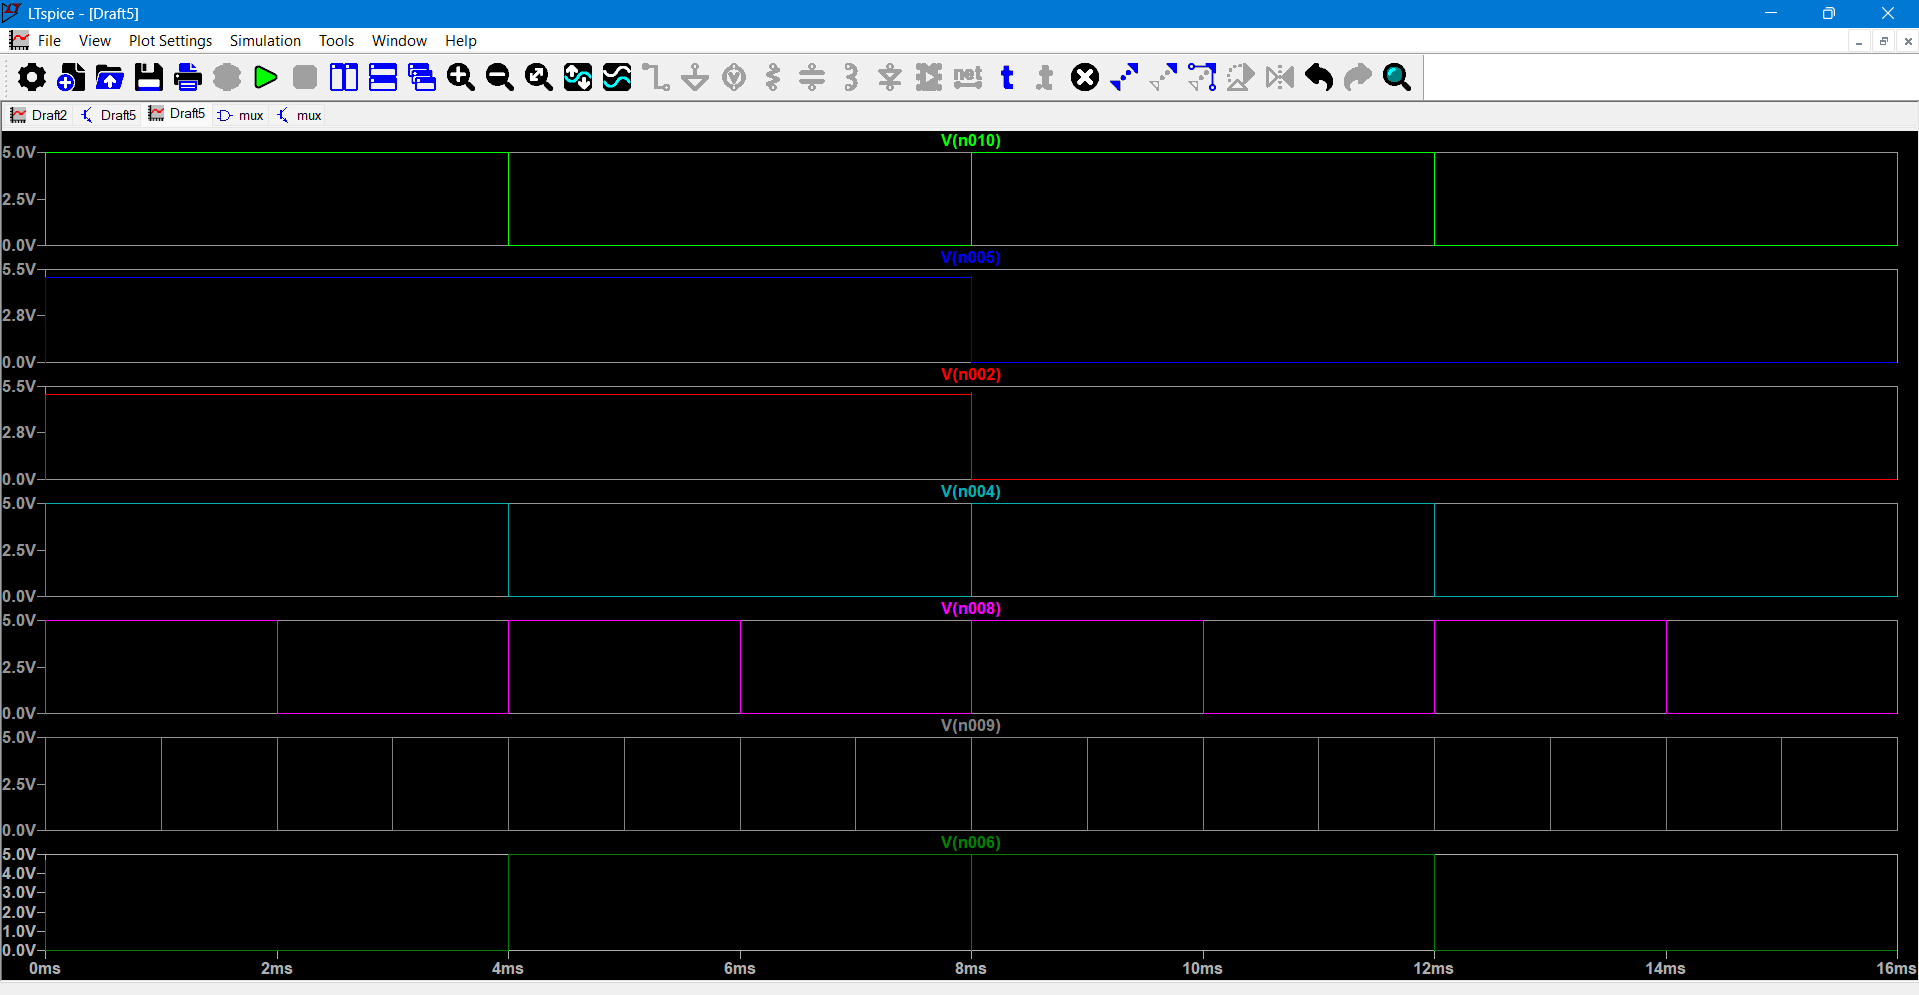 LTspice - [Draft5]
File View Plot Settings Simulation Tools Window Help
net t .t
Draft2 Draft5 Draft5 mux mux
V(n010)
5.0V
2.5V
0.0V
V(n005)
5.5V
2.8V
0.0V
V(n002)
5.5V
2.8V
0.0V
V(n004)
5.0V
2.5V
0.0V
V(n008)
5.0V
2.5V
0.0V
V(n009)
5.0V
2.5V
0.0V
V(n006)
5.0V
4.0V
3.0V
2.0V
1.0V
0.0V
0ms 2ms 4ms 6ms 8ms 10ms 12ms 14ms 16ms